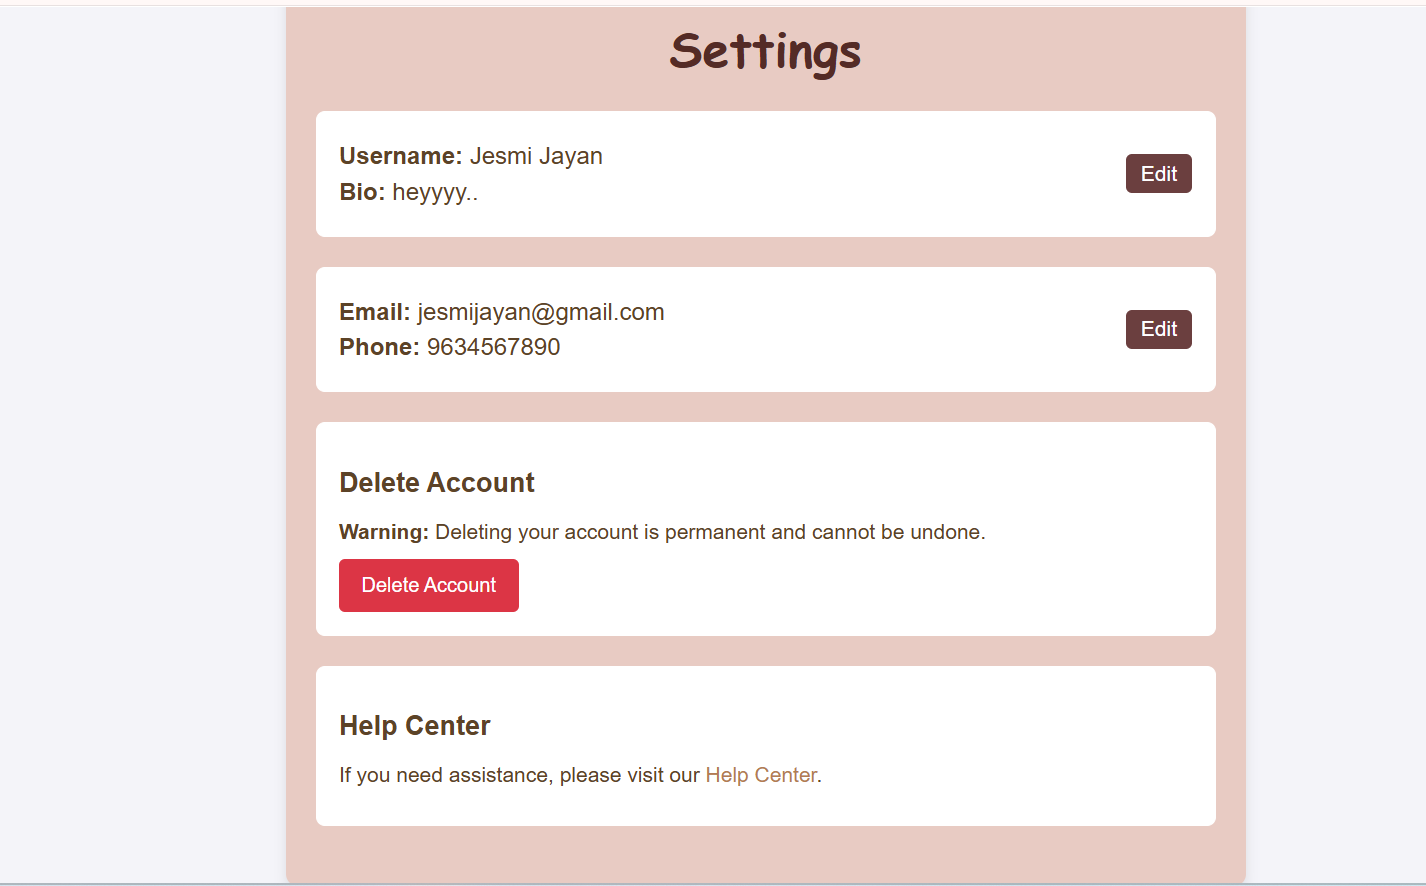 Settings
Username: Jesmi Jayan
Bio: heyyyy..
Edit
Email: jesmijayan@gmail.com
Phone: 9634567890
Edit
Delete Account
Warning: Deleting your account is permanent and cannot be undone.
Delete Account
Help Center
If you need assistance, please visit our Help Center.